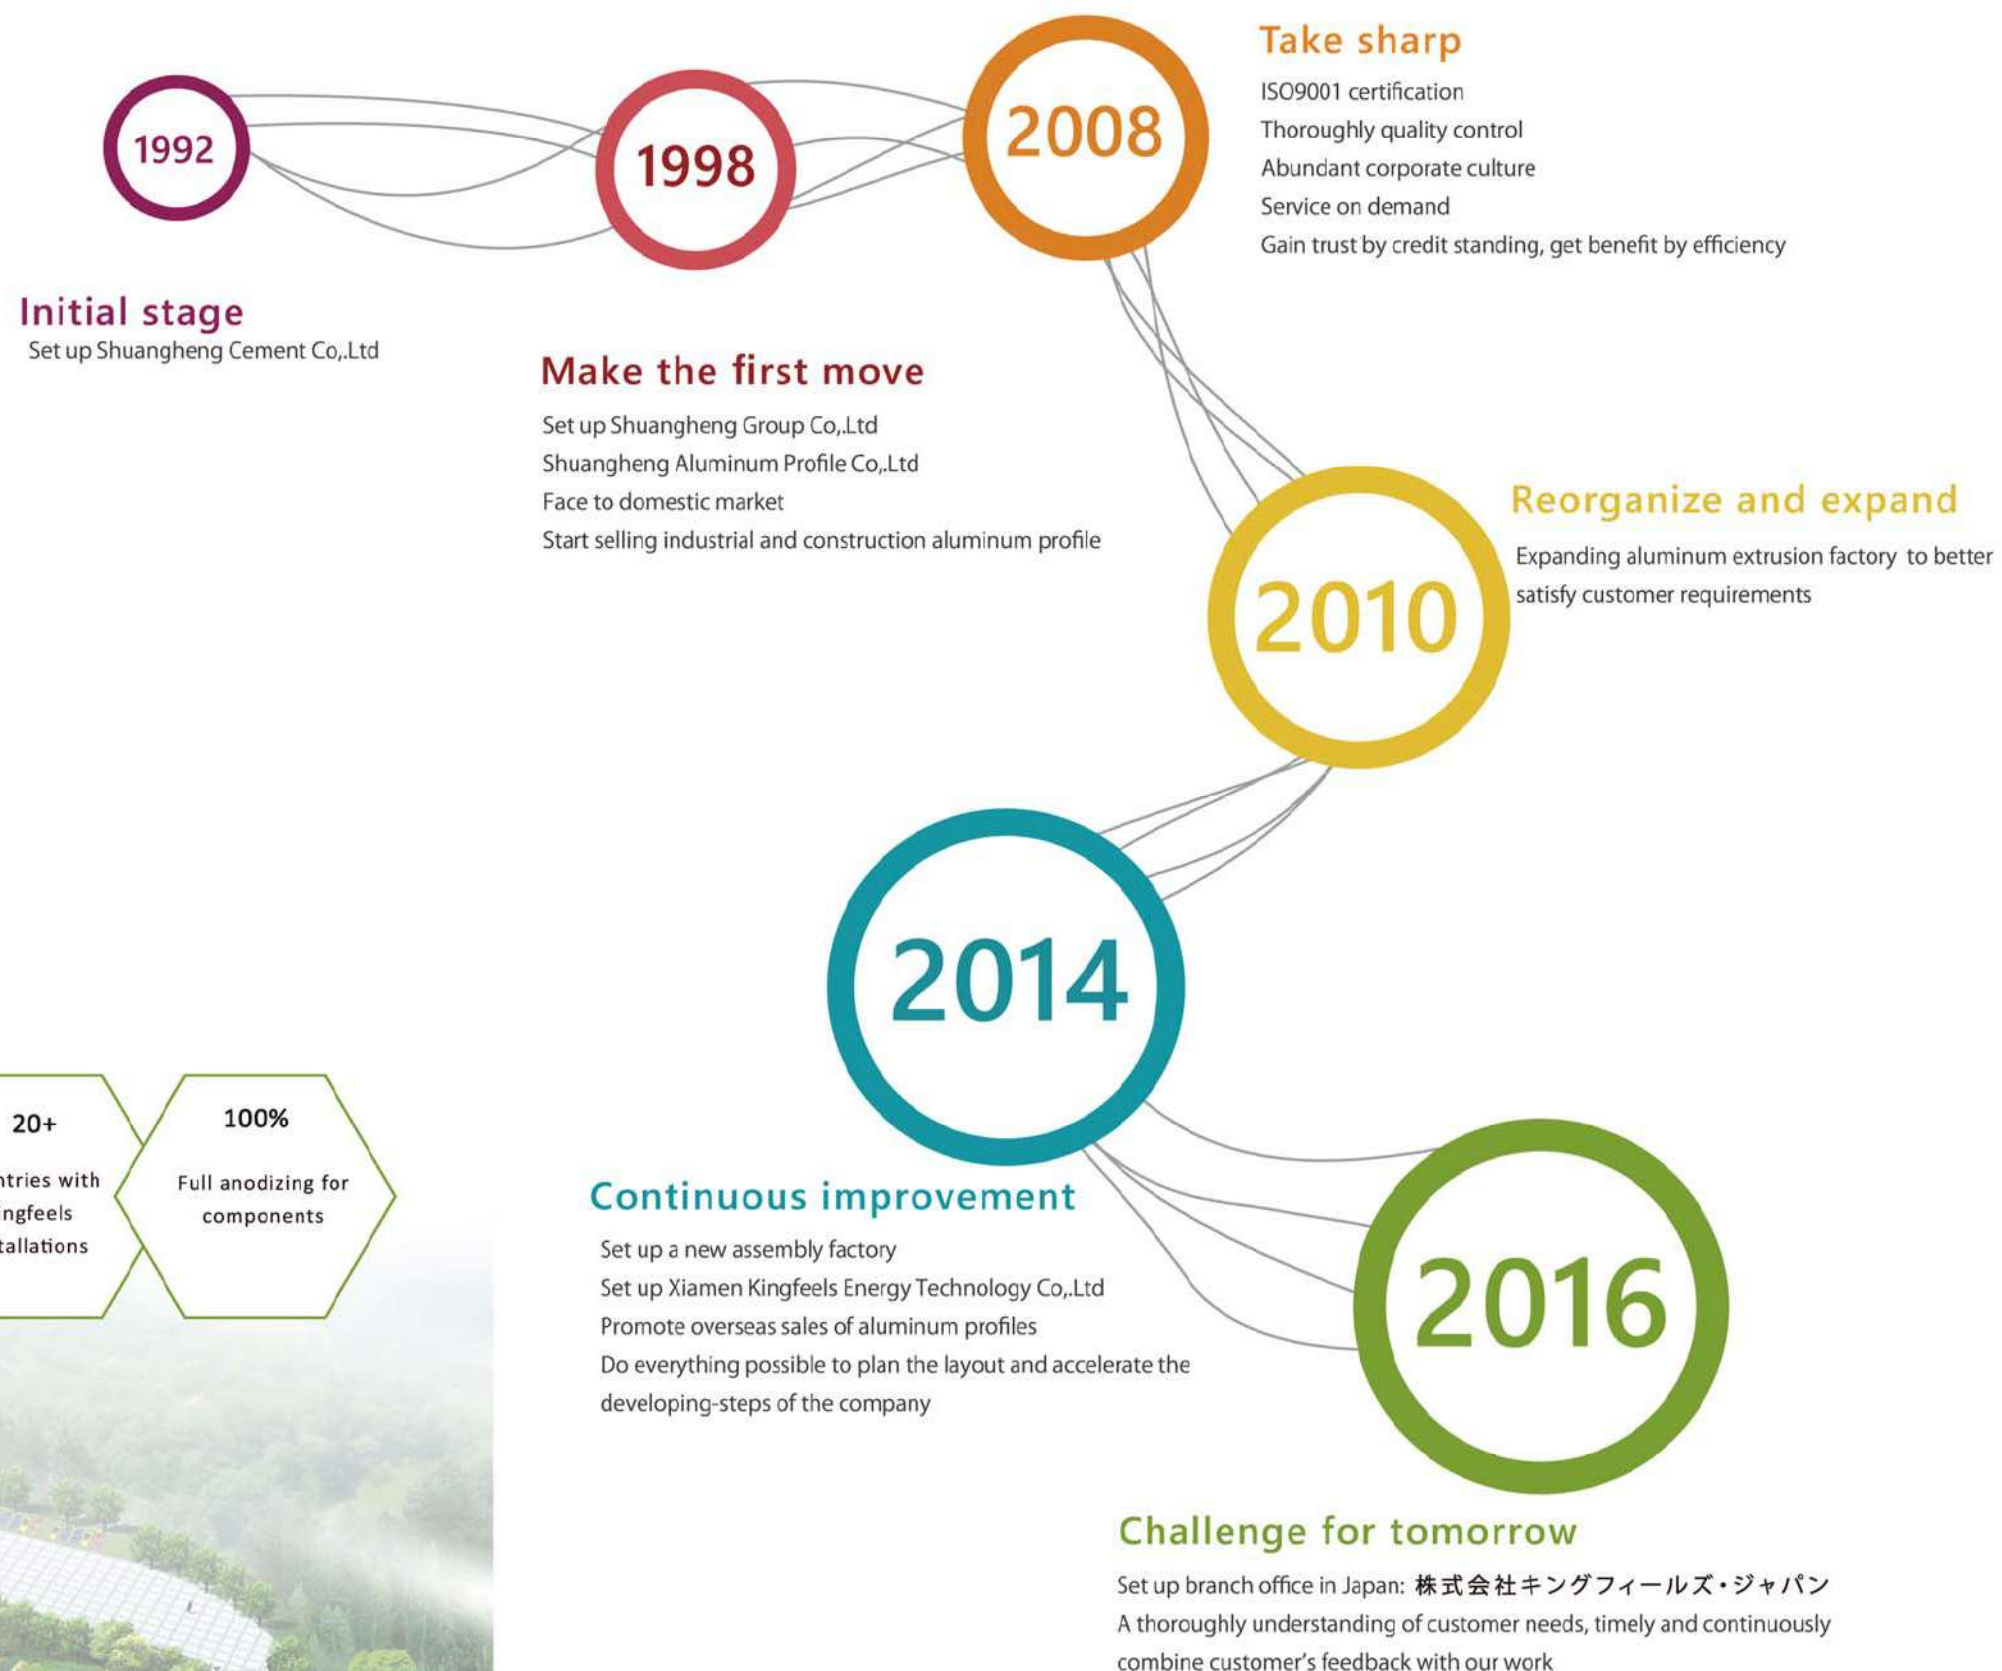 1992
Initial stage
Set up Shuangheng Cement Co,.Ltd
1998
Make the first move
Set up Shuangheng Group Co,.Ltd
Shuangheng Aluminum Profile Co,.Ltd
Face to domestic market
Start selling industrial and construction aluminum profile
2008
Take sharp
ISO9001 certification
Thoroughly quality control
Abundant corporate culture
Service on demand
Gain trust by credit standing, get benefit by efficiency
2010
Reorganize and expand
Expanding aluminum extrusion factory to better
satisfy customer requirements
2014
Continuous improvement
Set up a new assembly factory
Set up Xiamen Kingfeels Energy Technology Co,.Ltd
Promote overseas sales of aluminum profiles
Do everything possible to plan the layout and accelerate the
developing-steps of the company
2016
Challenge for tomorrow
Set up branch office in Japan: 株式会社キングフィールズ・ジャパン
A thoroughly understanding of customer needs, timely and continuously
combine customer's feedback with our work
20+
ntries with
ingfeels
tallations
100%
Full anodizing for
components